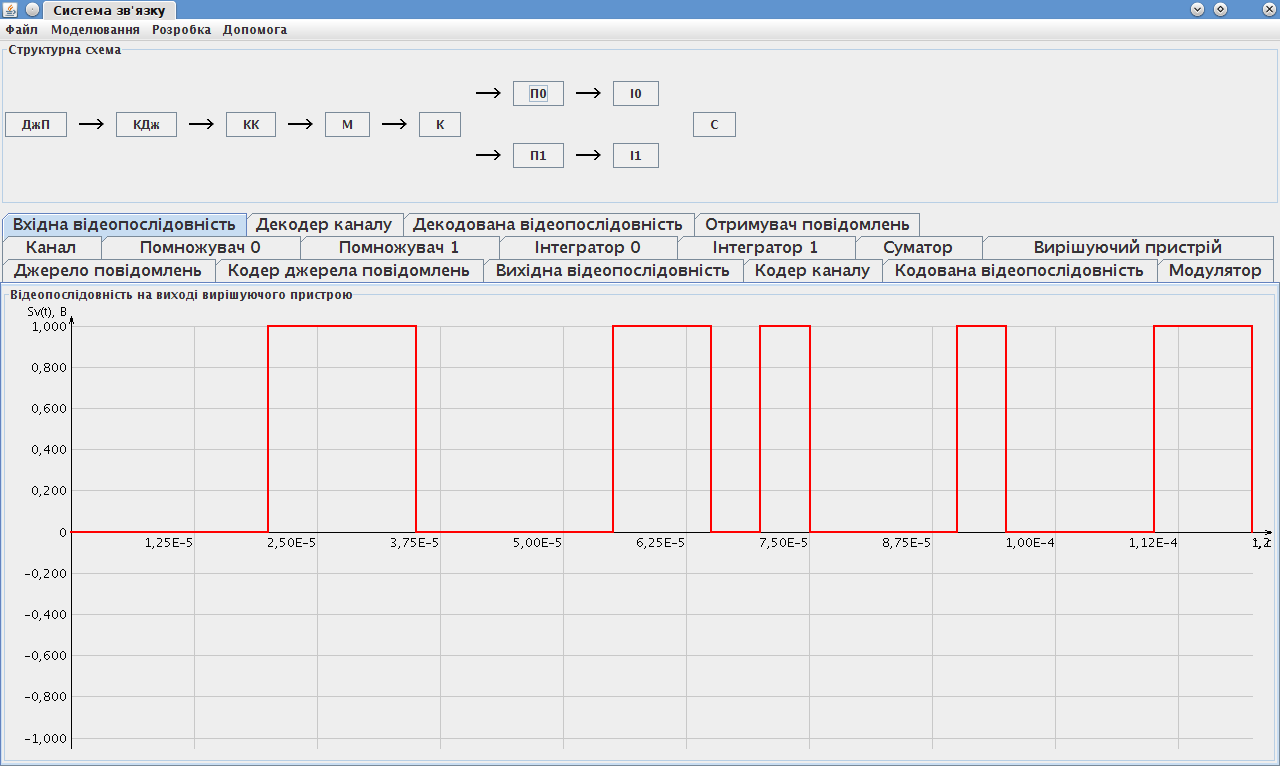 Система зв'язку
Файл Моделювання Розробка Допомога
Структурна схема
П0 І0
ДжП КДж КК М К С
П1 І1
Вхідна відеопослідовність Декодер каналу Декодована відеопослідовність Отримувач повідомлень
Канал Помножувач 0 Помножувач 1 Інтегратор 0 Інтегратор 1 Суматор Вирішуючий пристрій
Джерело повідомлень Кодер джерела повідомлень Вихідна відеопослідовність Кодер каналу Кодована відеопослідовність Модулятор
Відеопослідовність на виході вирішуючого пристрою
Sv(t), В
1,000
0,800
0,600
0,400
0,200
0
1,25E-5 2,50E-5 3,75E-5 5,00E-5 6,25E-5 7,50E-5 8,75E-5 1,00E-4 1,12E-4
-0,200
-0,400
-0,600
-0,800
-1,000